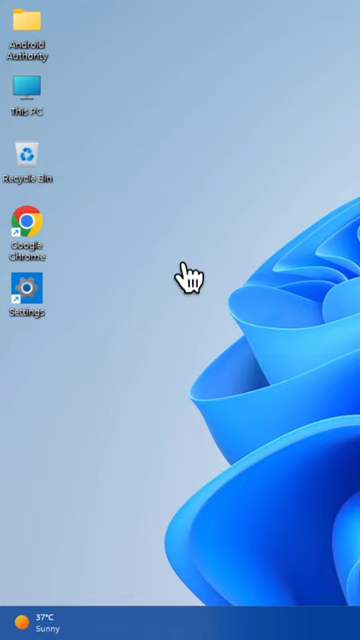 Android
Authority
This PC
Recycle Bin
Google
Chrome
Settings
37°C
Sunny